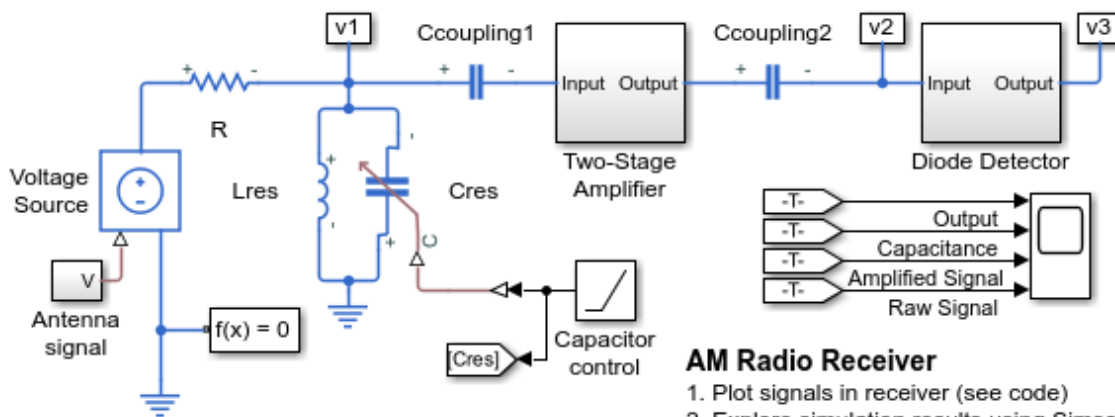 v1
Ccoupling1
Ccoupling2
v2
v3
+ -
+ -
+ -
Input Output
Input Output
R
Two-Stage
Amplifier
Diode Detector
Voltage
Source
+
-
Lres
+
-
Cres
-
+
C
-T-
Output
-T-
Capacitance
-T-
Amplified Signal
-T-
Raw Signal
V
Antenna
signal
f(x) = 0
Capacitor
control
[Cres]
AM Radio Receiver
1. Plot signals in receiver (see code)